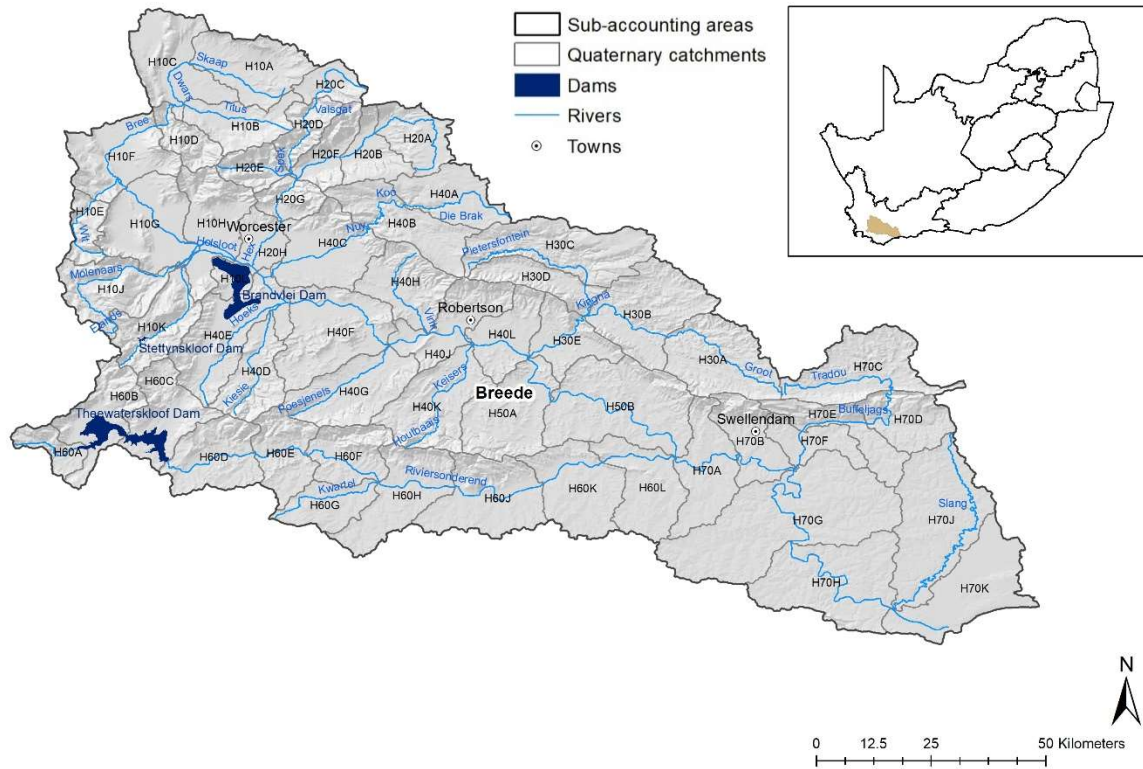 Sub-accounting areas
Quaternary catchments
Dams
Rivers
Towns
H10C
Skaap
H10A
Dwars
H20C
Titus
Valsgat
H10B
H20D
Bree
H10D
H20A
H10F
H20F
H20B
H20E
H20G
H10E
Koo
H40A
Wit
H10G
H10H
Worcester
Die Brak
Nuy
H40B
Holsloot
Hex
H20H
H40C
Pietersfontein
H30C
Molenaars
H30D
H10J
H40H
Brandvlei Dam
Kingna
Hoeks
Robertson
Vink
H30B
H10K
H40E
H40F
H40L
H30E
Stettynskloof Dam
H40J
H30A
H70C
H60C
H40D
Keisers
Groot
Tradou
H60B
Kiesie
Poesjenels
H40G
Breede
Theewaterskloof Dam
H40K
H50A
H50B
Swellendam
H70E
Buffeljags
H70D
Houtbaais
H70B
H70F
H60A
H60D
H60E
H60F
H70A
Riviersonderend
Kwartel
H60H
H60J
H60K
H60L
Slang
H60G
H70G
H70J
H70H
H70K
N
0 12.5 25 50 Kilometers